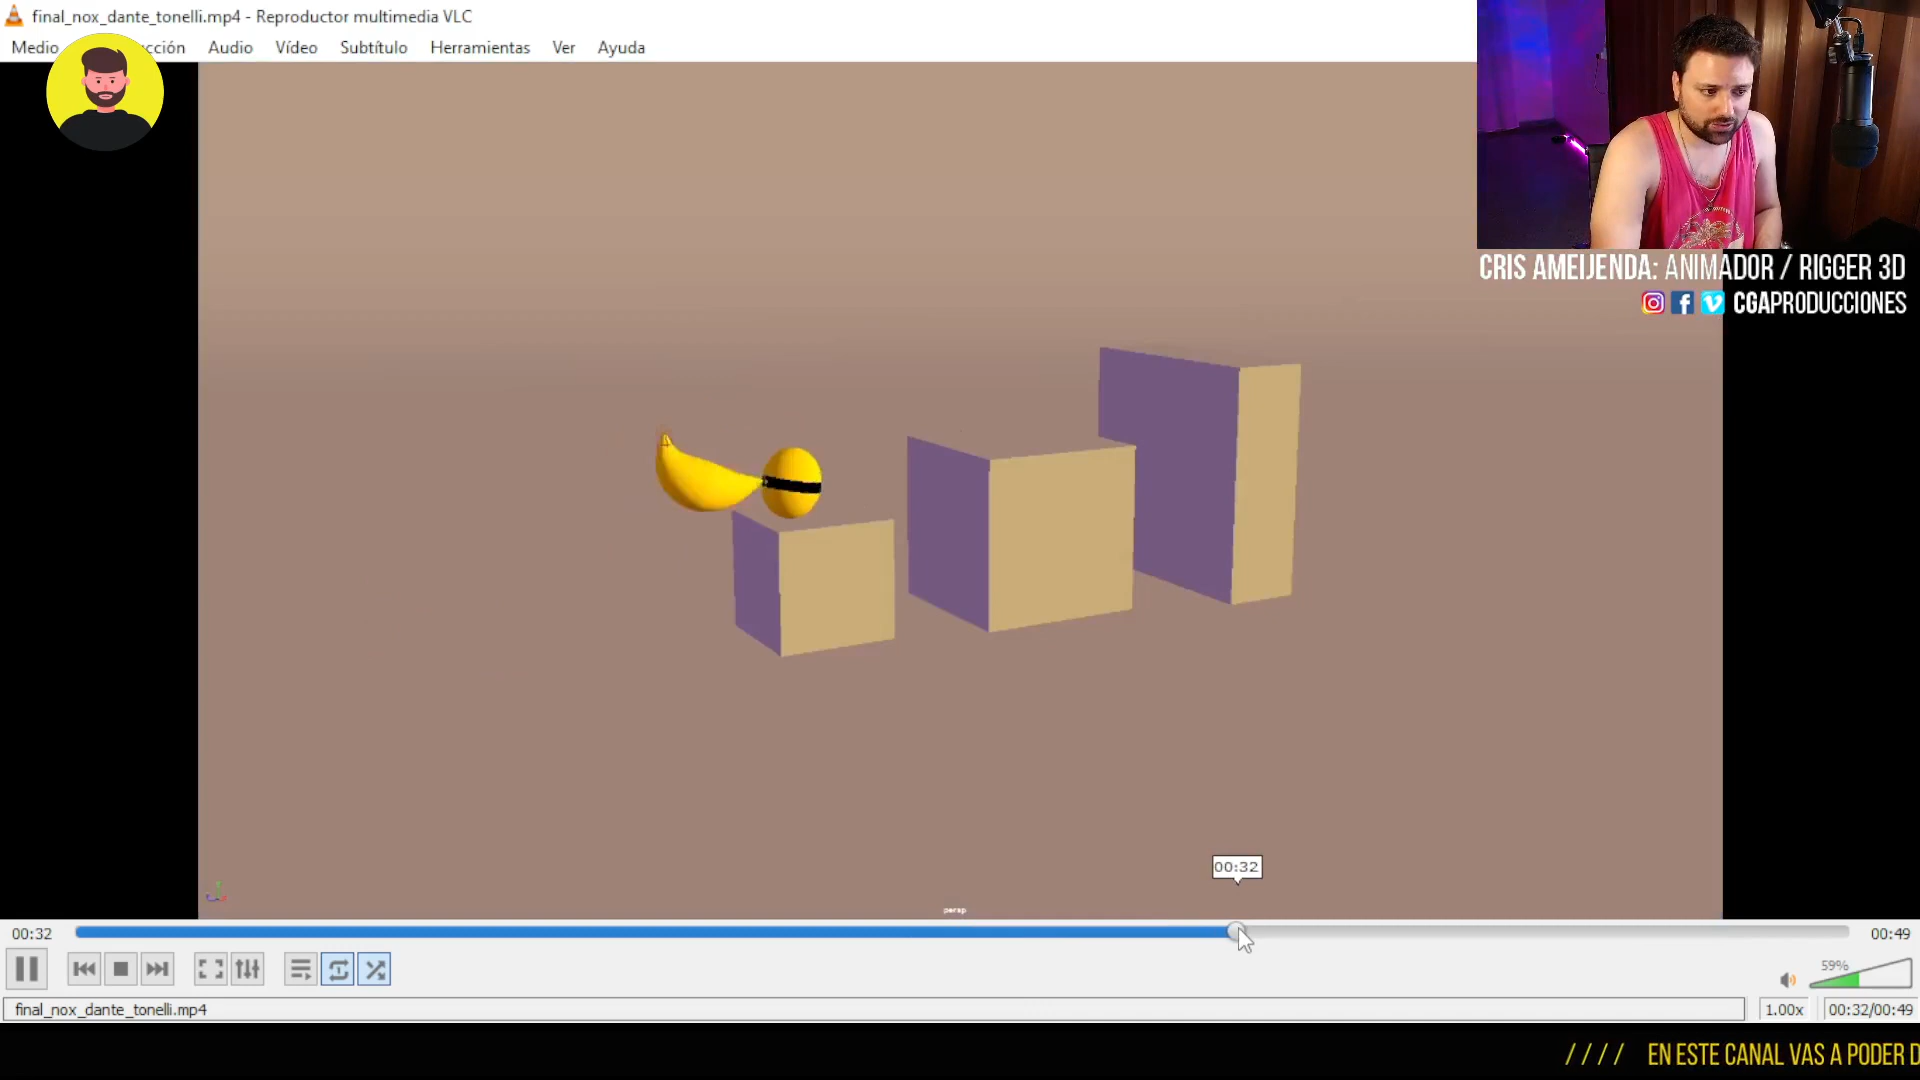 final_nox_dante_tonelli.mp4 - Reproductor multimedia VLC
Medio cción Audio Vídeo Subtítulo Herramientas Ver Ayuda
CRIS AMEIJENDA: ANIMADOR / RIGGER 3D
CGAPRODUCCIONES
00:32
persp
00:32
00:49
59%
final_nox_dante_tonelli.mp4
1.00x
00:32/00:49
//// EN ESTE CANAL VAS A PODER D